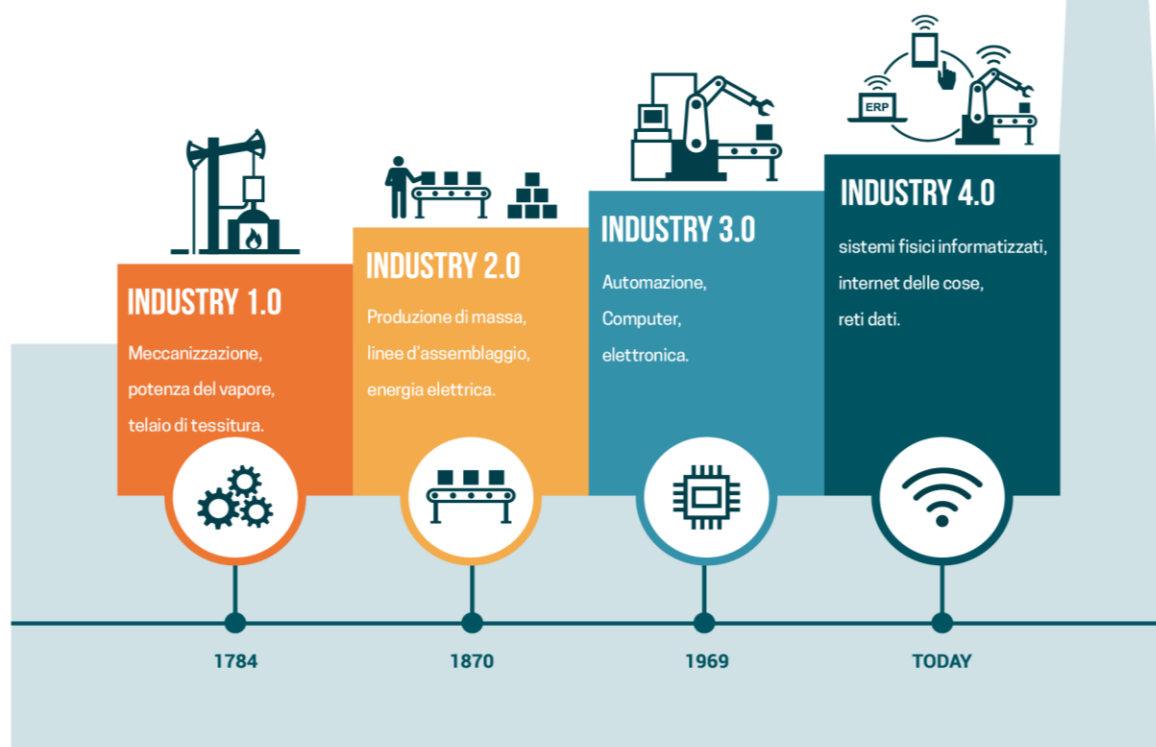 ERP
INDUSTRY 1.0
Meccanizzazione,
potenza del vapore,
telaio di tessitura.
INDUSTRY 2.0
Produzione di massa,
linee d'assemblaggio,
energia elettrica.
INDUSTRY 3.0
Automazione,
Computer,
elettronica.
INDUSTRY 4.0
sistemi fisici informatizzati,
internet delle cose,
reti dati.
1784
1870
1969
TODAY